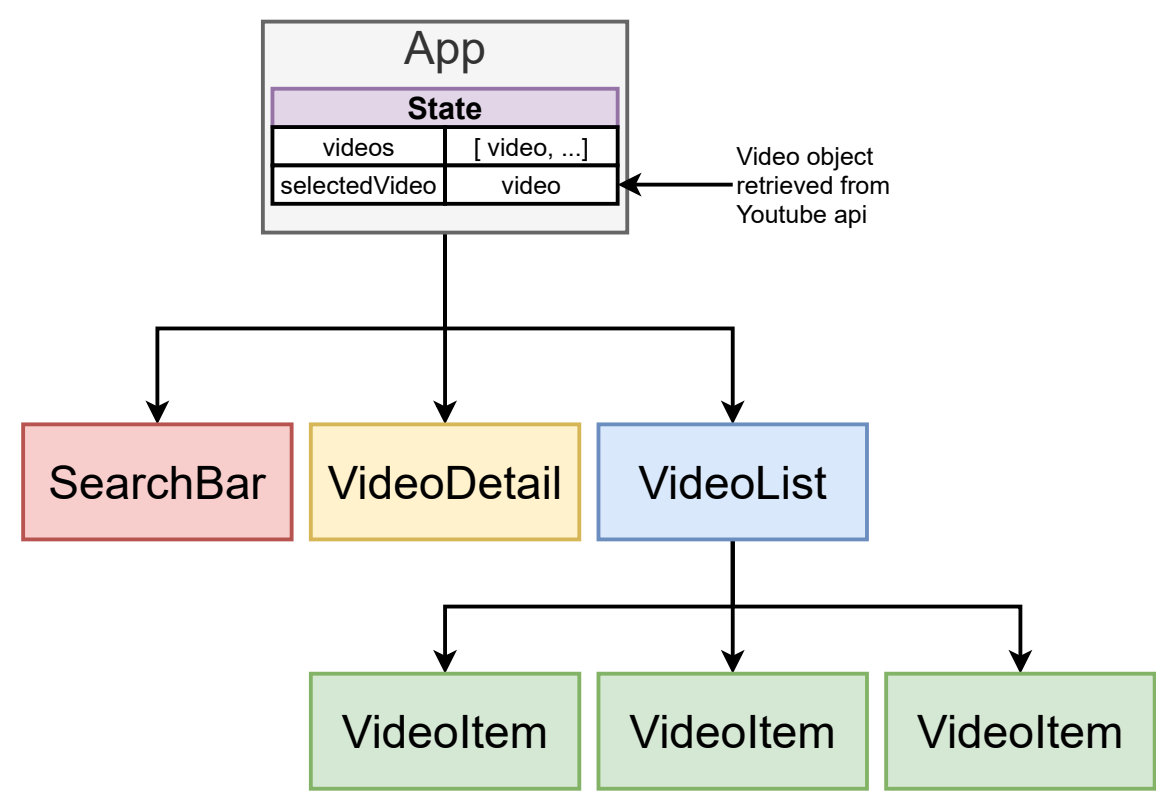 App
State
videos
[ video, ...]
selectedVideo
video
Video object
retrieved from
Youtube api
SearchBar
VideoDetail
VideoList
VideoItem
VideoItem
VideoItem